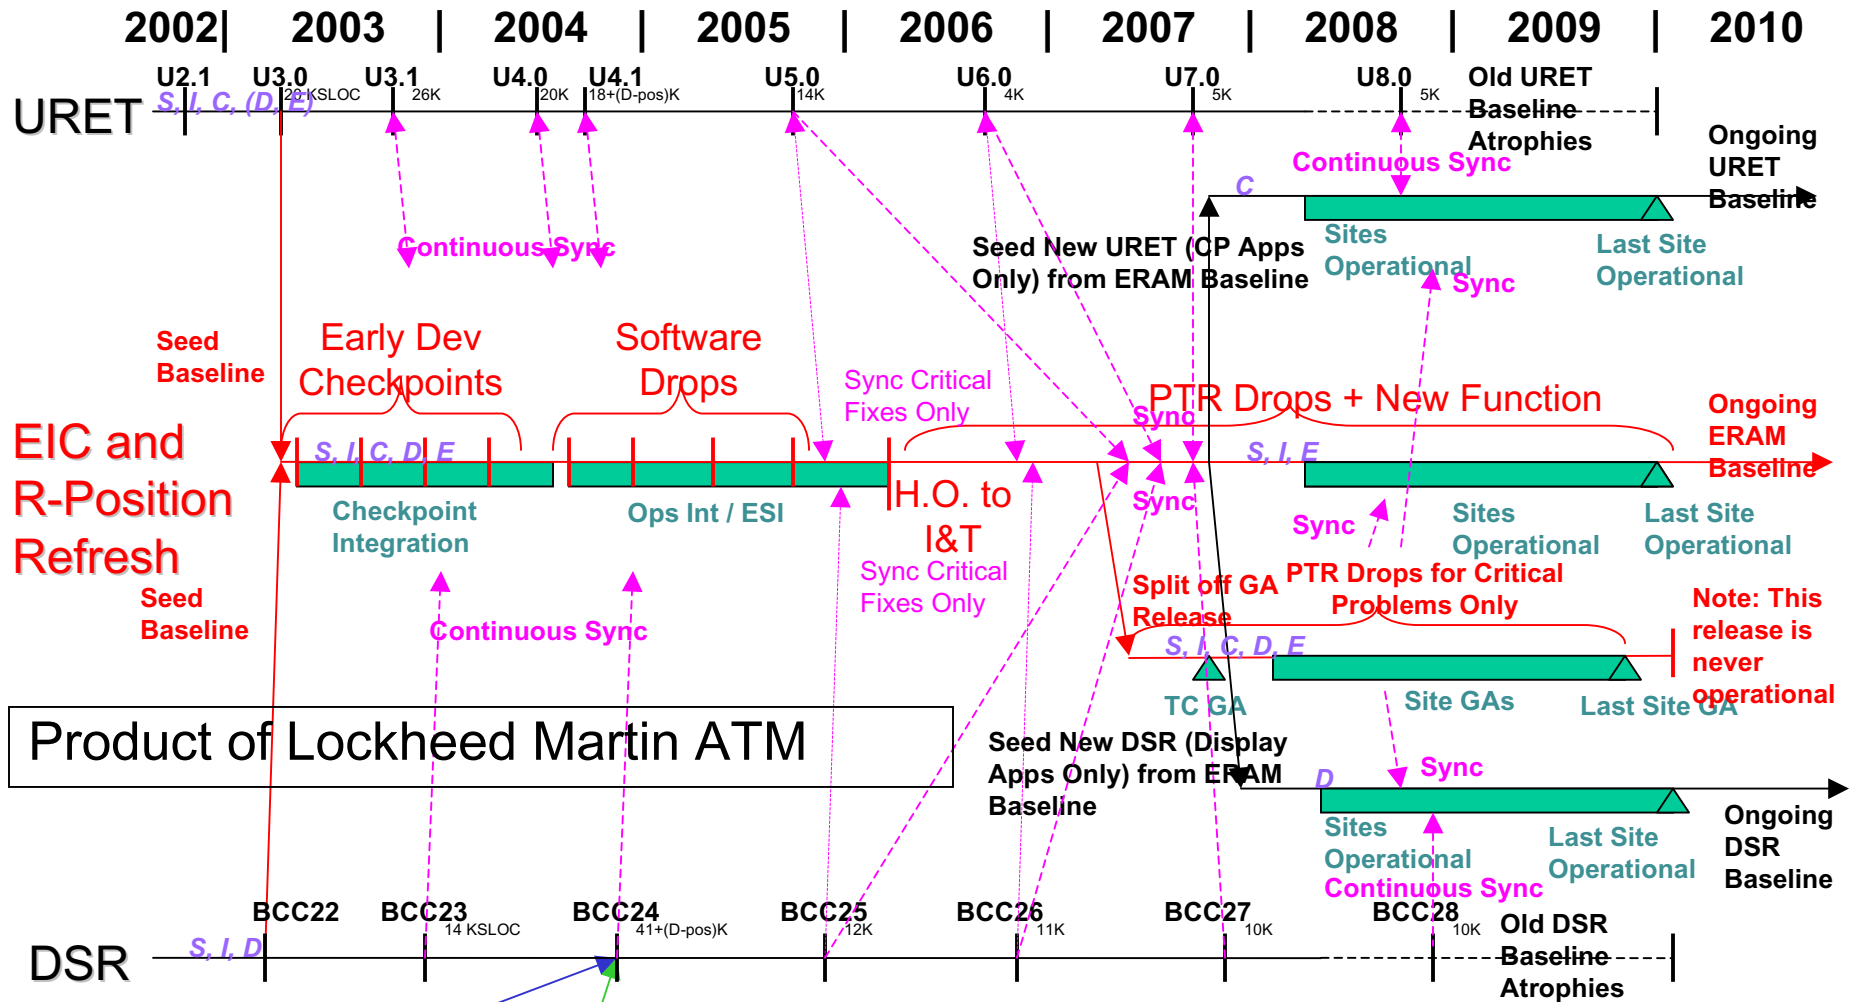 2002| 2003 | 2004 | 2005 | 2006 | 2007 | 2008 | 2009 | 2010
U2.1 U3.0 U3.1 U4.0 U4.1 U5.0 U6.0 U7.0 U8.0
20 KSLOC 26K 20K 18+(D-pos)K 14K 4K 5K 5K
URET
S, I, C, (D, E)
Old URET
Baseline
Atrophies
Ongoing
URET
Baseline
Continuous Sync
C
Continuous Sync
Seed New URET (CP Apps
Only) from ERAM Baseline
Sites
Operational
Sync
Last Site
Operational
Seed
Baseline
Early Dev
Checkpoints
Software
Drops
Sync Critical
Fixes Only
PTR Drops + New Function
Sync
Ongoing
ERAM
Baseline
EIC and
R-Position
Refresh
S, I, C, D, E
S, I, E
Checkpoint
Integration
Ops Int / ESI
H.O. to
I&T
Sync
Sync
Sites
Operational
Last Site
Operational
Sync Critical
Fixes Only
Seed
Baseline
Continuous Sync
Split off GA
Release
PTR Drops for Critical
Problems Only
Note: This
release is
never
operational
S, I, C, D, E
TC GA
Site GAs
Last Site GA
Product of Lockheed Martin ATM
Seed New DSR (Display
Apps Only) from ERAM
Baseline
Sync
D
Sites
Operational
Last Site
Operational
Ongoing
DSR
Baseline
Continuous Sync
BCC22 BCC23 BCC24 BCC25 BCC26 BCC27 BCC28
14 KSLOC 41+(D-pos)K 12K 11K 10K 10K
DSR
S, I, D
Old DSR
Baseline
Atrophies